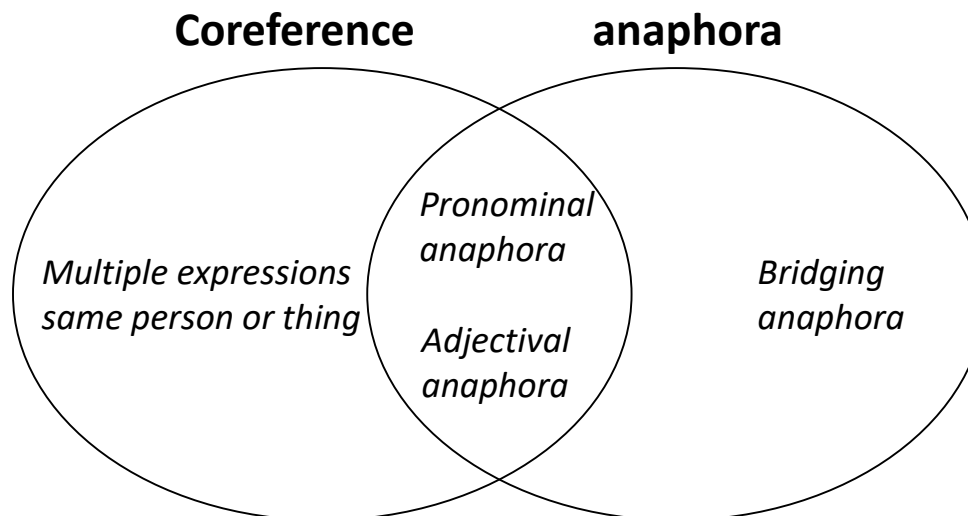 Coreference anaphora
Multiple expressions
same person or thing
Pronominal
anaphora
Adjectival
anaphora
Bridging
anaphora